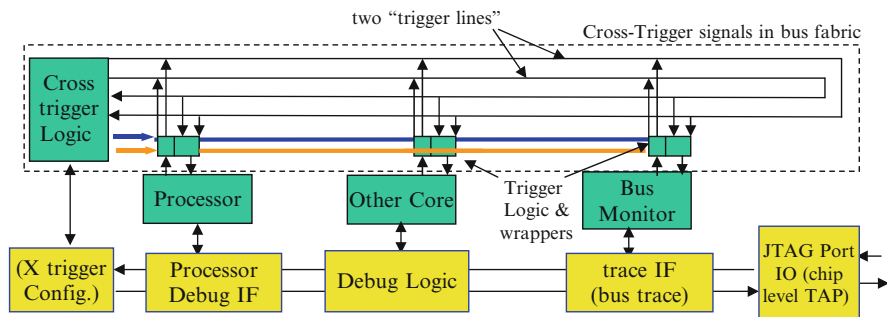 two “trigger lines”
Cross-Trigger signals in bus fabric
Cross
trigger
Logic
Trigger
Logic &
wrappers
Processor
Other Core
Bus
Monitor
(X trigger
Config.)
Processor
Debug IF
Debug Logic
trace IF
(bus trace)
JTAG Port
IO (chip
level TAP)